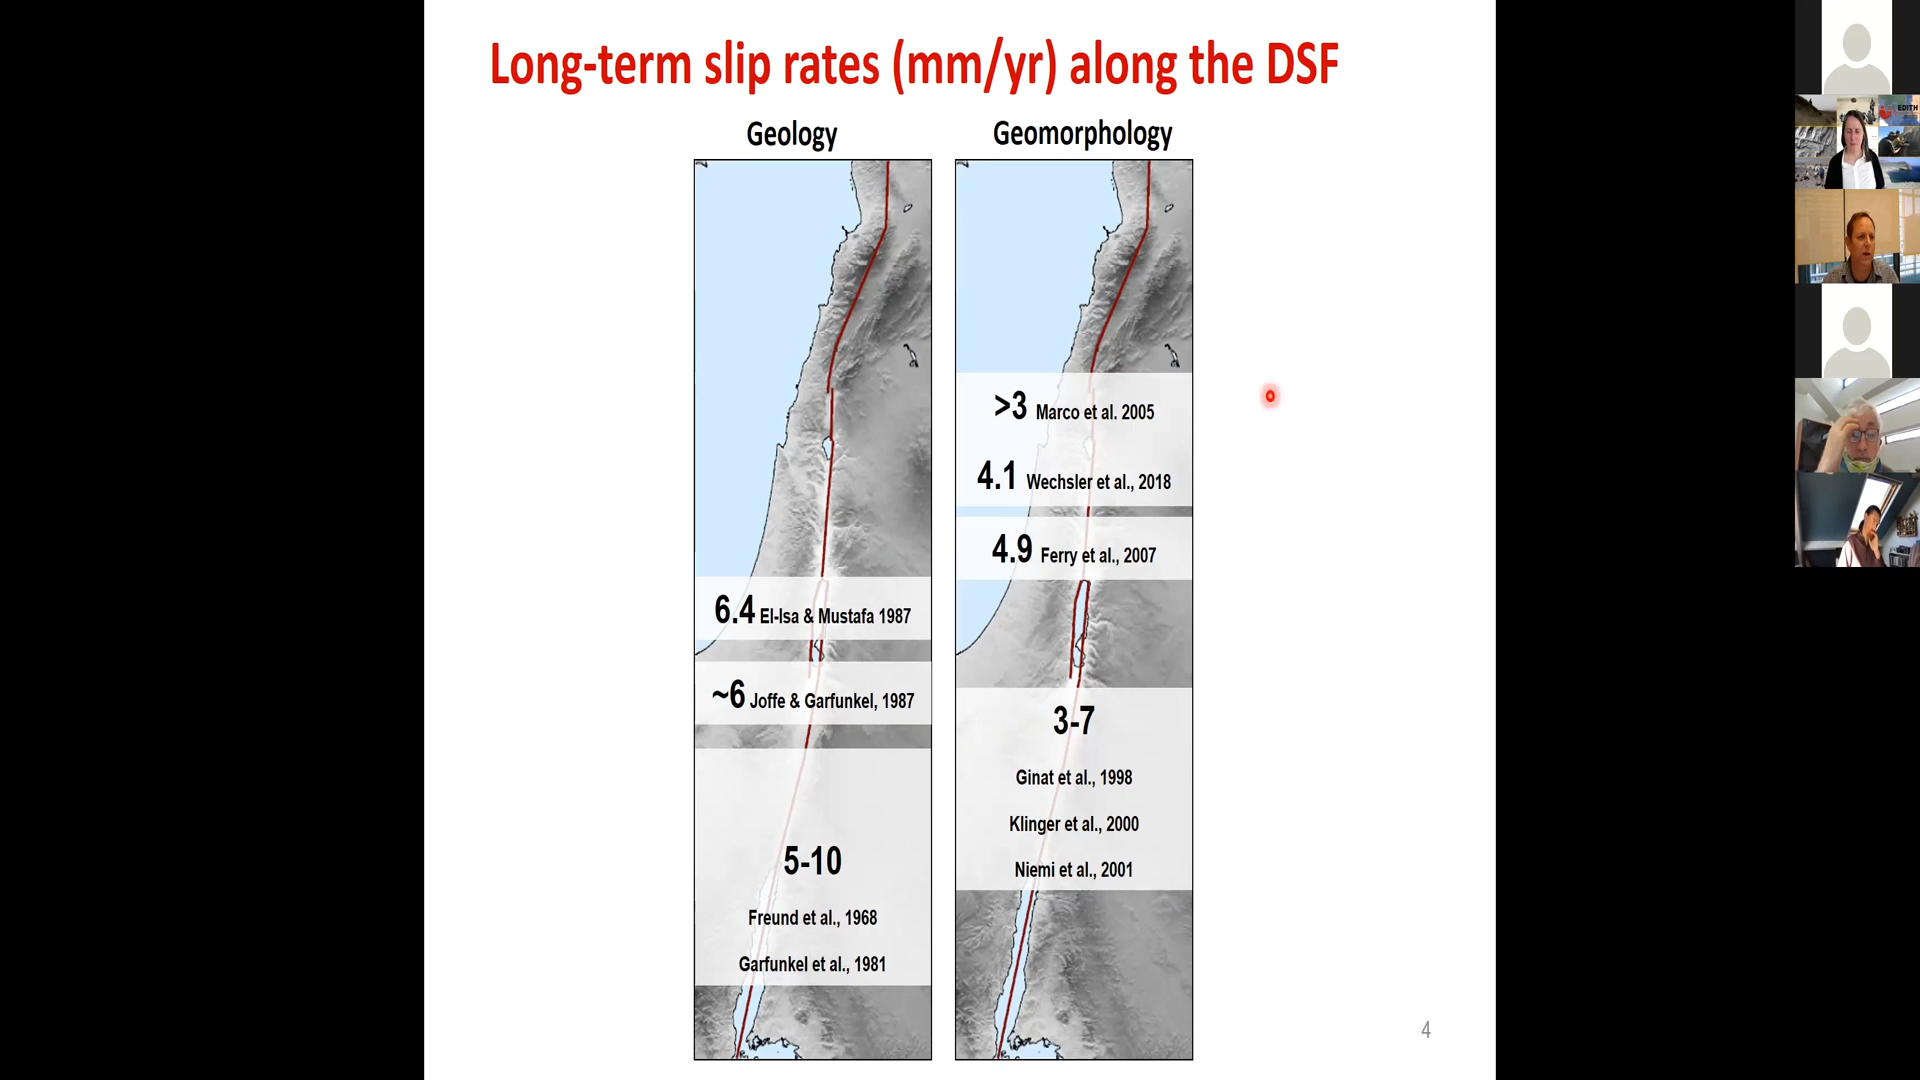 Long-term slip rates (mm/yr) along the DSF
Geology
6.4 El-Isa & Mustafa 1987
~6 Joffe & Garfunkel, 1987
5-10
Freund et al., 1968
Garfunkel et al., 1981
Geomorphology
>3 Marco et al. 2005
4.1 Wechsler et al., 2018
4.9 Ferry et al., 2007
3-7
Ginat et al., 1998
Klinger et al., 2000
Niemi et al., 2001
4
EDITH